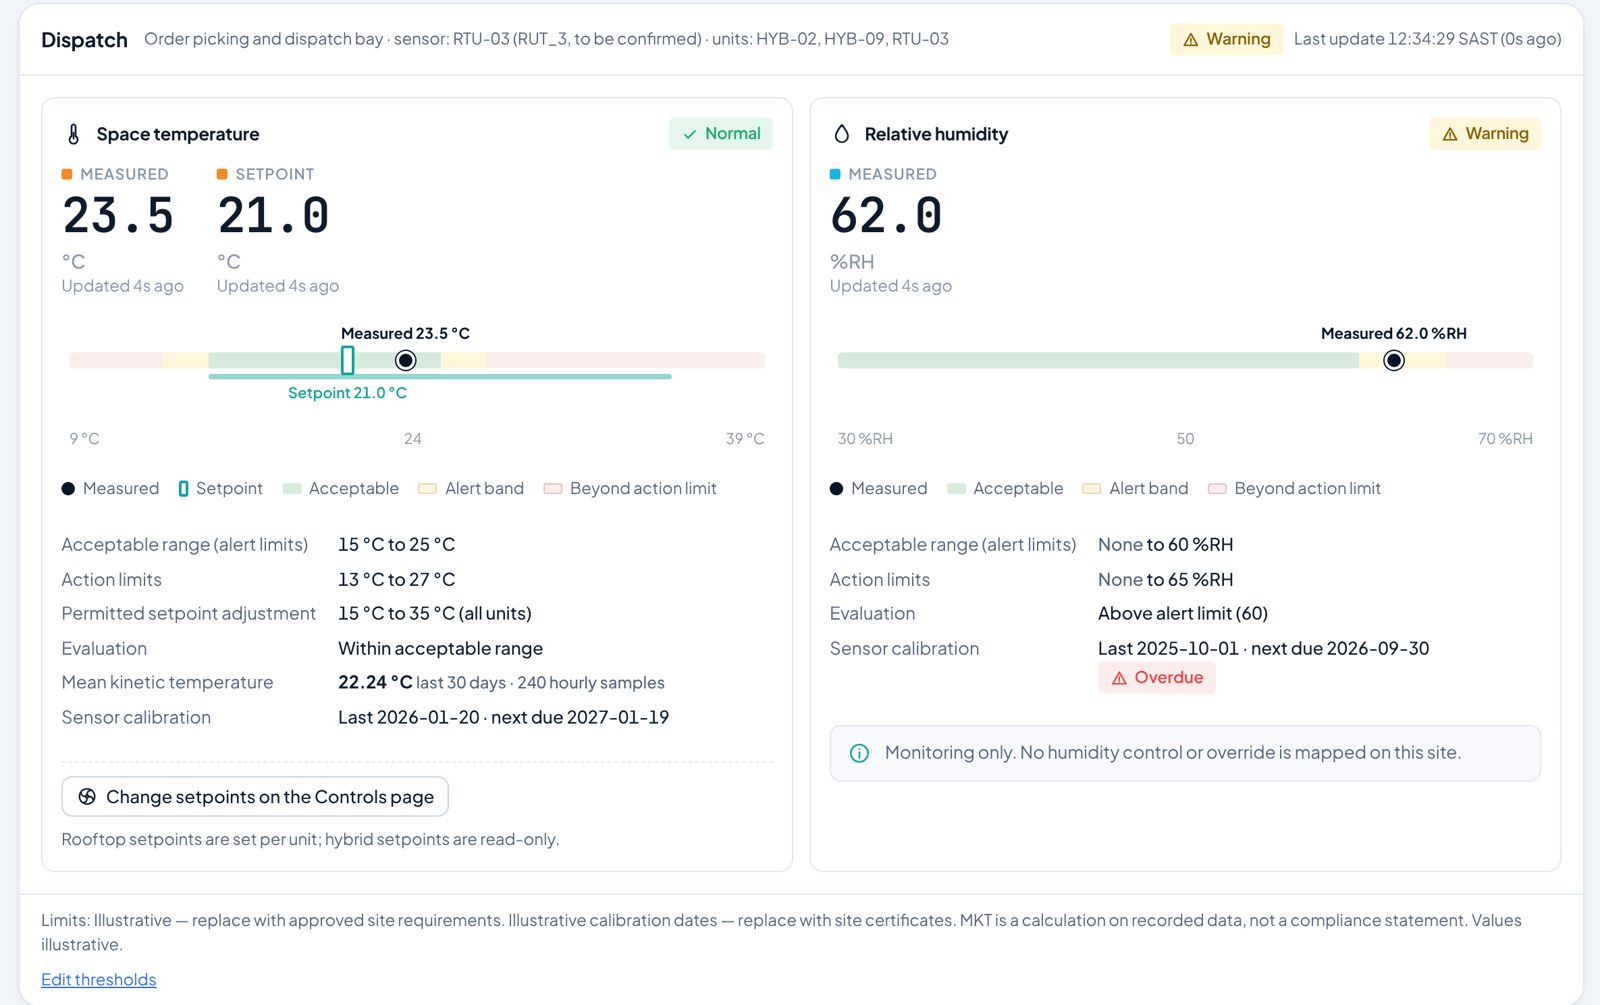 Dispatch Order picking and dispatch bay · sensor: RTU-03 (RUT_3, to be confirmed) · units: HYB-02, HYB-09, RTU-03 Warning Last update 12:34:29 SAST (0s ago)
Space temperature Normal
MEASURED SETPOINT
23.5 21.0
°C °C
Updated 4s ago Updated 4s ago
Measured 23.5 °C
Setpoint 21.0 °C
9 °C 24 39 °C
Measured Setpoint Acceptable Alert band Beyond action limit
Acceptable range (alert limits) 15 °C to 25 °C
Action limits 13 °C to 27 °C
Permitted setpoint adjustment 15 °C to 35 °C (all units)
Evaluation Within acceptable range
Mean kinetic temperature 22.24 °C last 30 days · 240 hourly samples
Sensor calibration Last 2026-01-20 · next due 2027-01-19
Change setpoints on the Controls page
Rooftop setpoints are set per unit; hybrid setpoints are read-only.
Relative humidity Warning
MEASURED
62.0
%RH
Updated 4s ago
Measured 62.0 %RH
30 %RH 50 70 %RH
Measured Acceptable Alert band Beyond action limit
Acceptable range (alert limits) None to 60 %RH
Action limits None to 65 %RH
Evaluation Above alert limit (60)
Sensor calibration Last 2025-10-01 · next due 2026-09-30
Overdue
Monitoring only. No humidity control or override is mapped on this site.
Limits: Illustrative — replace with approved site requirements. Illustrative calibration dates — replace with site certificates. MKT is a calculation on recorded data, not a compliance statement. Values
illustrative.
Edit thresholds